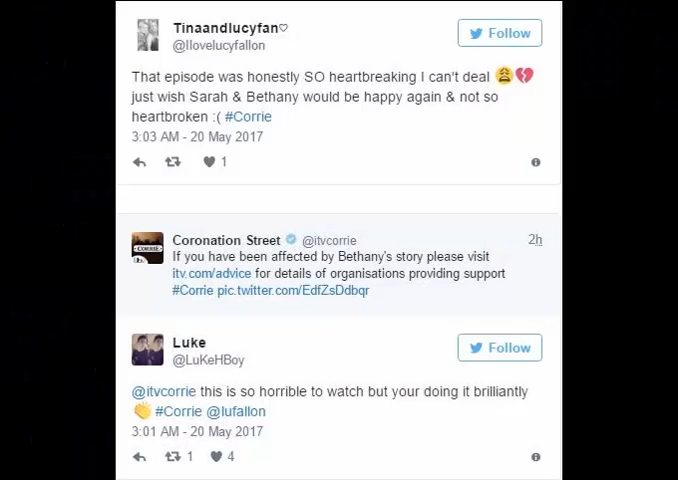 Tinaandlucyfan♡
@Ilovelucyfallon
Follow
That episode was honestly SO heartbreaking I can't deal 😩💔
just wish Sarah & Bethany would be happy again & not so
heartbroken :( #Corrie
3:03 AM - 20 May 2017
1
Coronation Street @itvcorrie 2h
If you have been affected by Bethany's story please visit
itv.com/advice for details of organisations providing support
#Corrie pic.twitter.com/EdfZsDdbqr
CORRIE
Luke
@LuKeHBoy
Follow
@itvcorrie this is so horrible to watch but your doing it brilliantly
👏 #Corrie @lufallon
3:01 AM - 20 May 2017
1 4